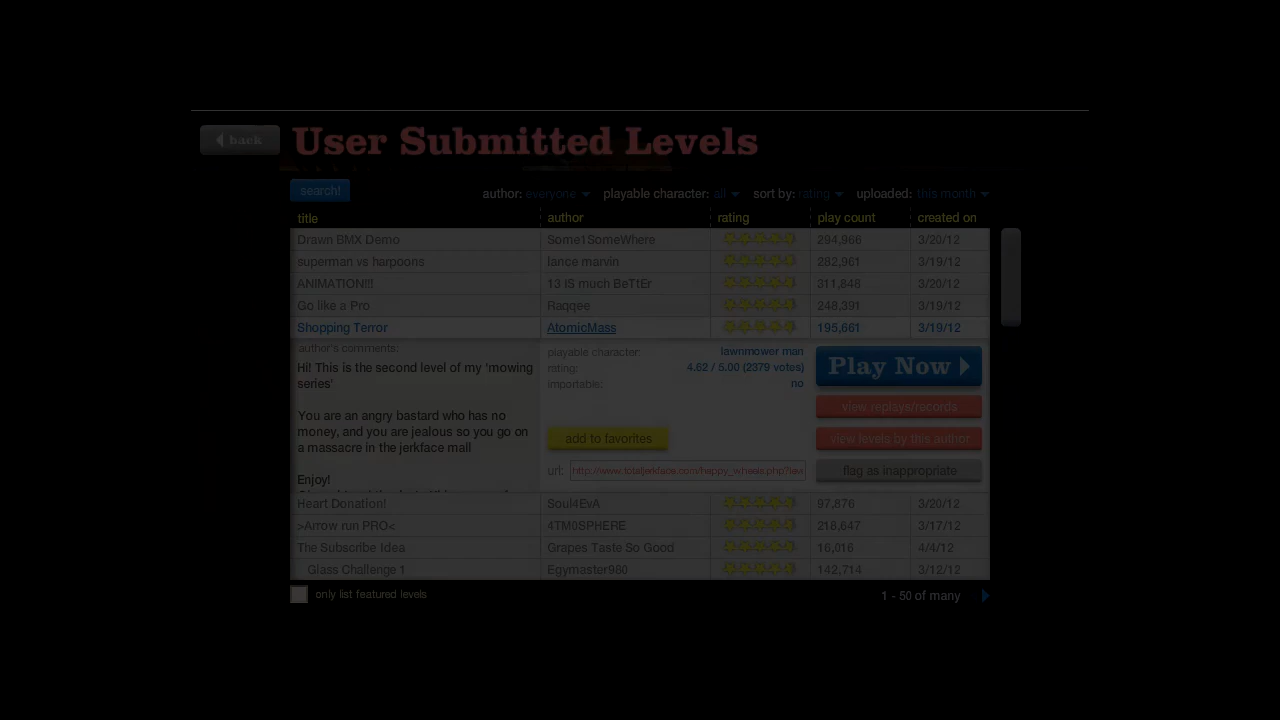 back
User Submitted Levels
search!
author: everyone playable character: all sort by: rating uploaded: this month
title author rating play count created on
Drawn BMX Demo Some1SomeWhere 294,966 3/20/12
superman vs harpoons lance marvin 282,961 3/19/12
ANIMATION!!! 13 IS much BeTtEr 311,848 3/20/12
Go like a Pro Raqqee 248,391 3/19/12
Shopping Terror AtomicMass 195,661 3/19/12
author's comments:
Hi! This is the second level of my 'mowing
series'
You are an angry bastard who has no
money, and you are jealous so you go on
a massacre in the jerkface mall
Enjoy!
playable character: lawnmower man
rating: 4.62 / 5.00 (2379 votes)
importable: no
add to favorites
url: http://www.totaljerkface.com/happy_wheels.php?lev
Play Now
view replays/records
view levels by this author
flag as inappropriate
Heart Donation! Soul4EvA 97,876 3/20/12
>Arrow run PRO< 4TM0SPHERE 218,647 3/17/12
The Subscribe Idea Grapes Taste So Good 16,016 4/4/12
Glass Challenge 1 Egymaster980 142,714 3/12/12
only list featured levels
1 - 50 of many